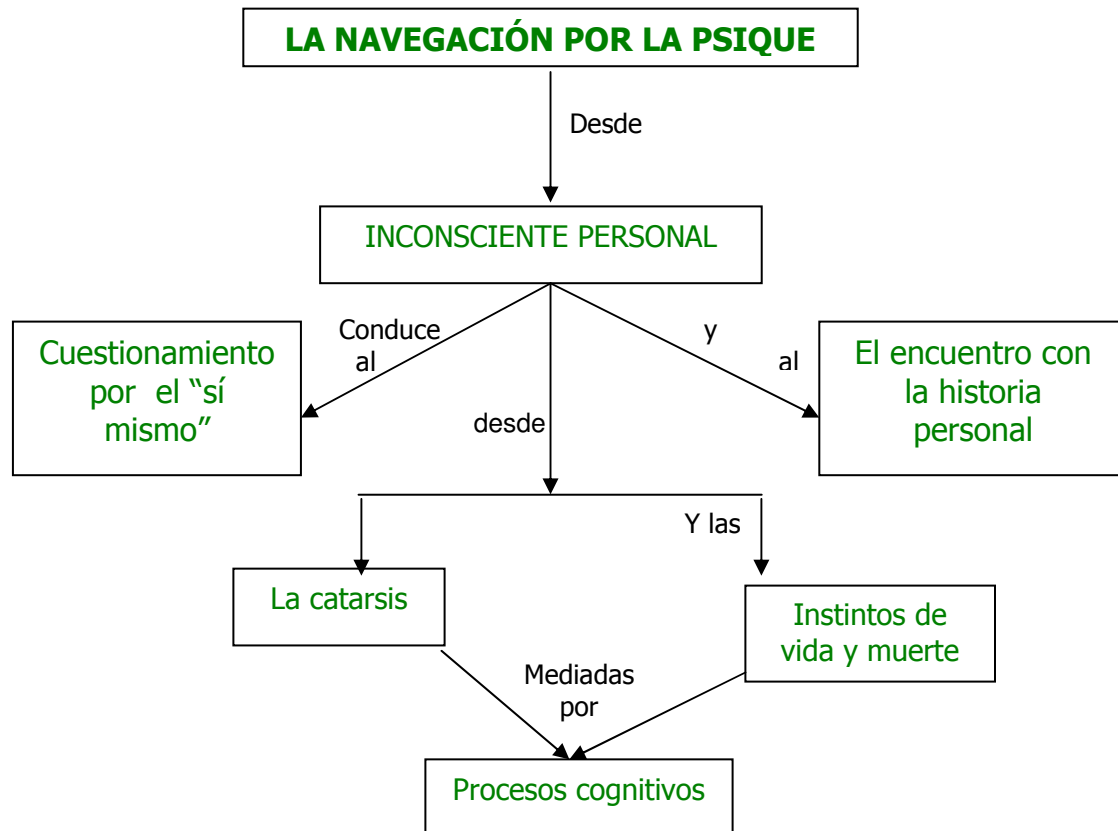 LA NAVEGACIÓN POR LA PSIQUE
Desde
INCONSCIENTE PERSONAL
Conduce
al
y
al
Cuestionamiento
por el “sí
mismo”
El encuentro con
la historia
personal
desde
Y las
La catarsis
Instintos de
vida y muerte
Mediadas
por
Procesos cognitivos